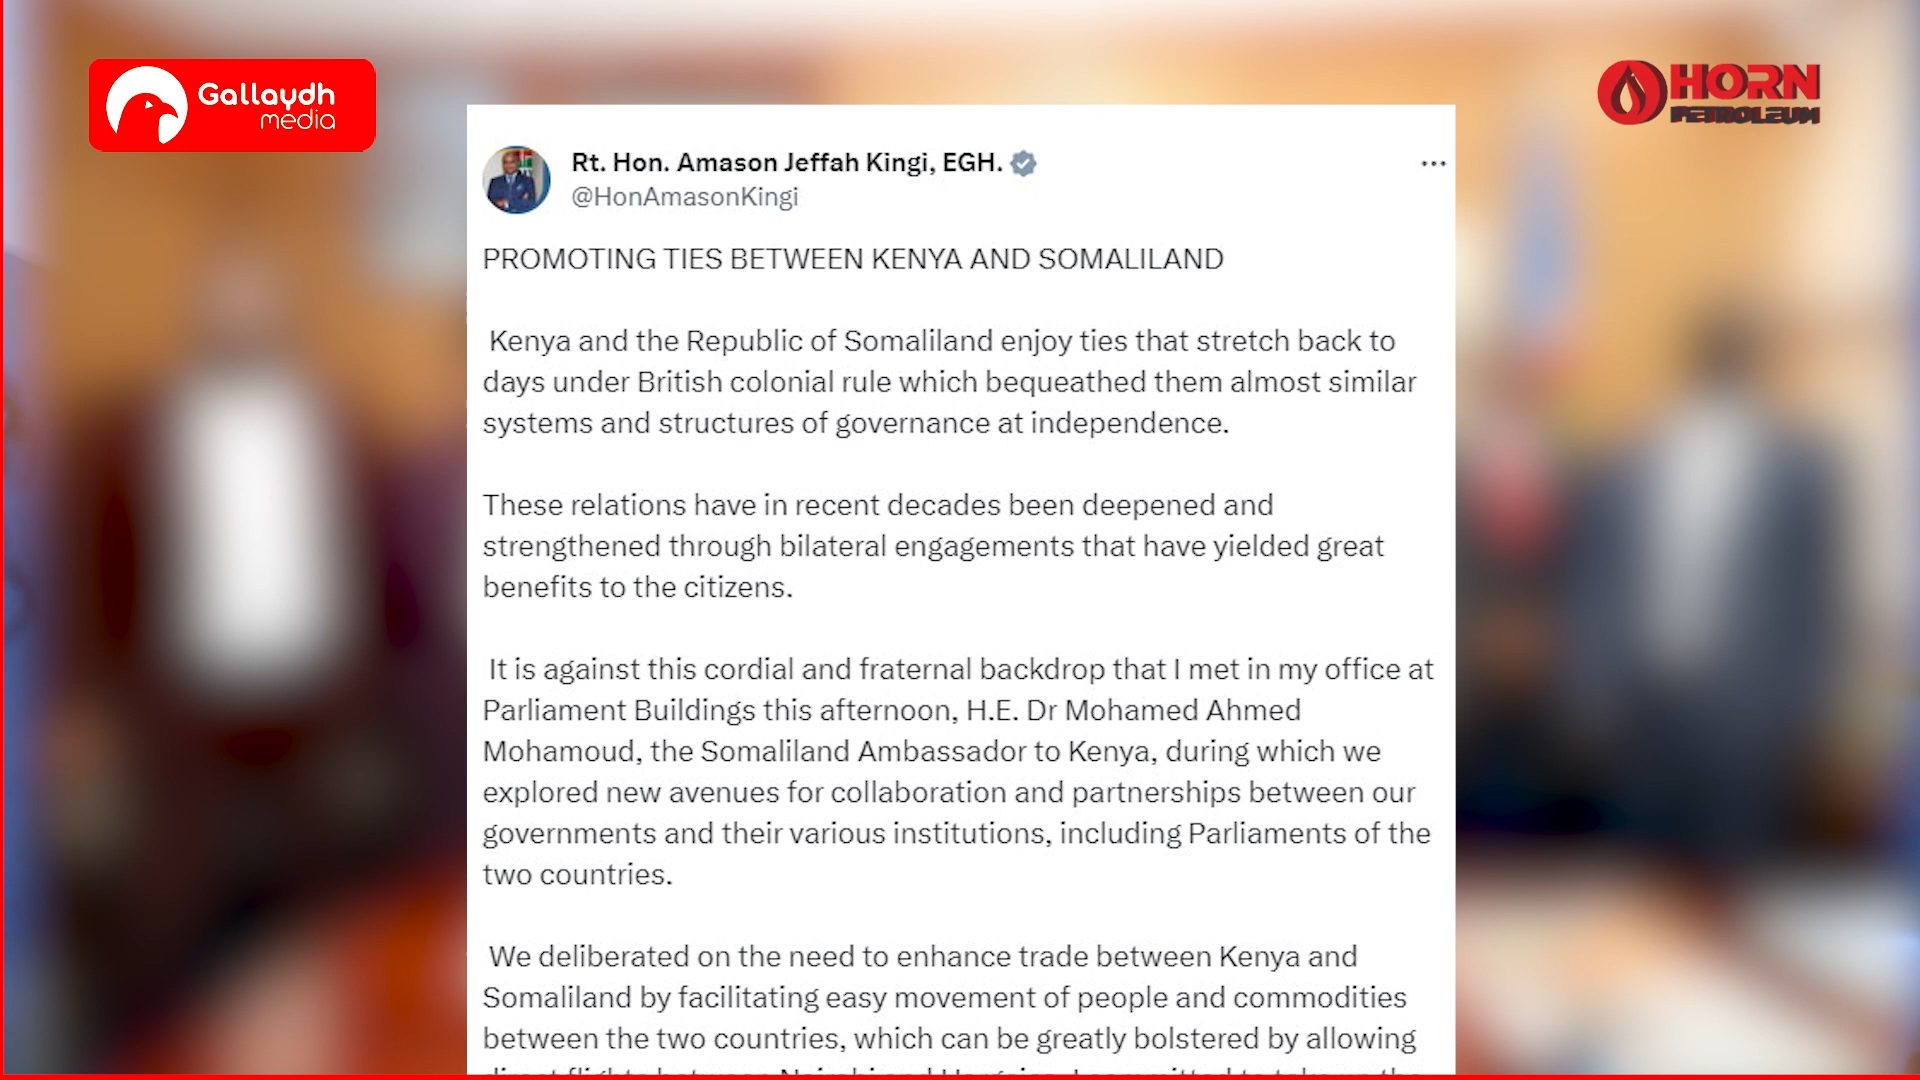 Gallaydh
media
HORN
PETROLEUM
Rt. Hon. Amason Jeffah Kingi, EGH.
@HonAmasonKingi
PROMOTING TIES BETWEEN KENYA AND SOMALILAND
Kenya and the Republic of Somaliland enjoy ties that stretch back to
days under British colonial rule which bequeathed them almost similar
systems and structures of governance at independence.
These relations have in recent decades been deepened and
strengthened through bilateral engagements that have yielded great
benefits to the citizens.
It is against this cordial and fraternal backdrop that I met in my office at
Parliament Buildings this afternoon, H.E. Dr Mohamed Ahmed
Mohamoud, the Somaliland Ambassador to Kenya, during which we
explored new avenues for collaboration and partnerships between our
governments and their various institutions, including Parliaments of the
two countries.
We deliberated on the need to enhance trade between Kenya and
Somaliland by facilitating easy movement of people and commodities
between the two countries, which can be greatly bolstered by allowing